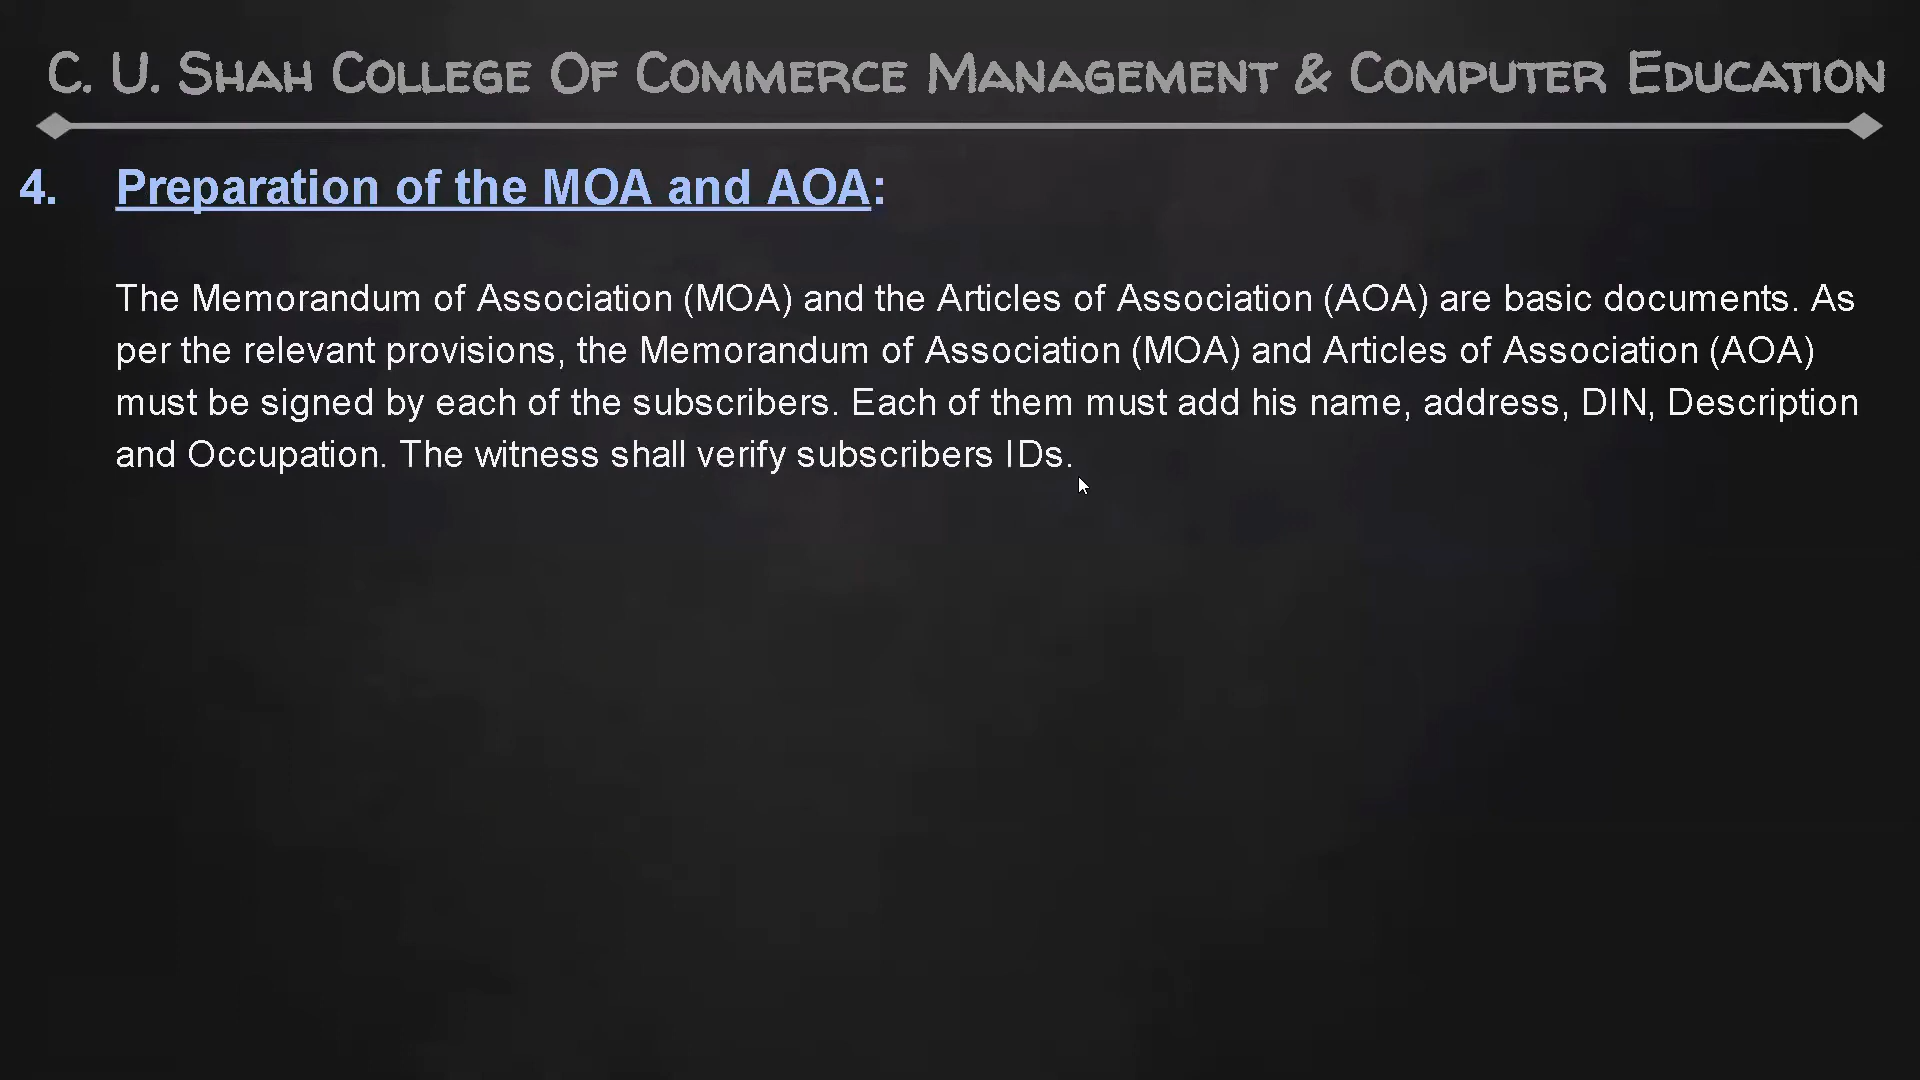 C. U. Shah College Of Commerce Management & Computer Education
4. Preparation of the MOA and AOA:
The Memorandum of Association (MOA) and the Articles of Association (AOA) are basic documents. As
per the relevant provisions, the Memorandum of Association (MOA) and Articles of Association (AOA)
must be signed by each of the subscribers. Each of them must add his name, address, DIN, Description
and Occupation. The witness shall verify subscribers IDs.